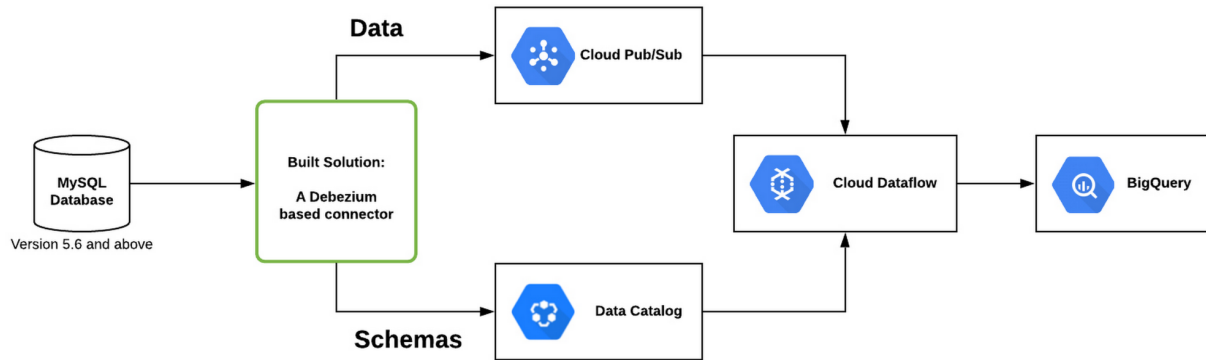 Data
Cloud Pub/Sub
Built Solution:
A Debezium
based connector
MySQL
Database
Version 5.6 and above
Cloud Dataflow
BigQuery
Data Catalog
Schemas